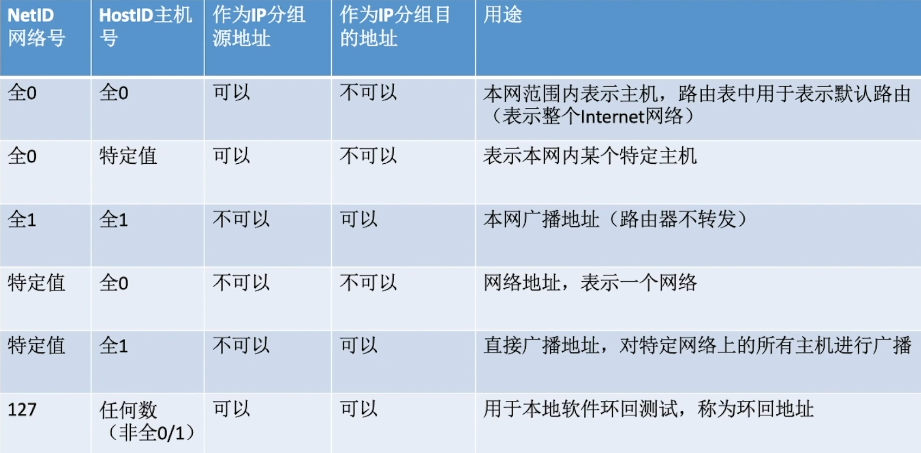 NetID 网络号 HostID主机号 作为IP分组源地址 作为IP分组目的地址 用途
全0 全0 可以 不可以 本网范围内表示主机，路由表中用于表示默认路由
（表示整个Internet网络）
全0 特定值 可以 不可以 表示本网内某个特定主机
全1 全1 不可以 可以 本网广播地址（路由器不转发）
特定值 全0 不可以 不可以 网络地址，表示一个网络
特定值 全1 不可以 可以 直接广播地址，对特定网络上的所有主机进行广播
127 任何数（非全0/1） 可以 可以 用于本地软件环回测试，称为环回地址